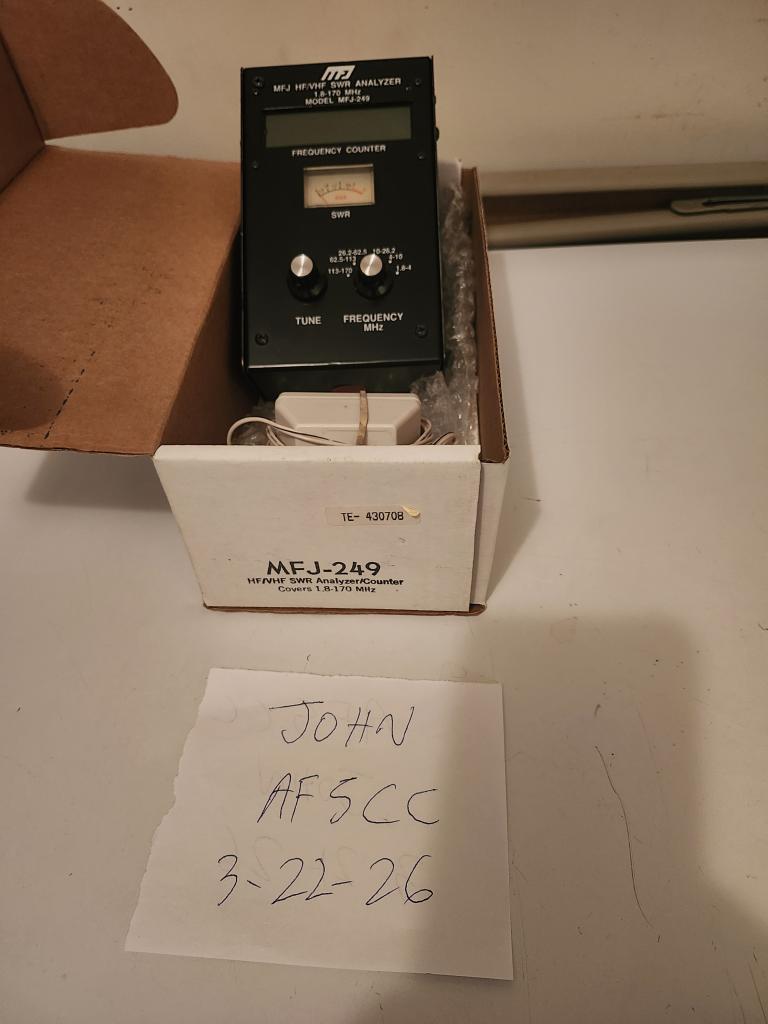 MFJ
MFJ HF/VHF SWR ANALYZER
1.8-170 MHz
MODEL MFJ-249
FREQUENCY COUNTER
SWR
26.2-62.5 10-26.2
62.5-113 4-10
113-170 1.8-4
TUNE FREQUENCY
MHz
TE- 43070B
MFJ-249
HF/VHF SWR Analyzer/Counter
Covers 1.8-170 MHz
JOHN
AF5CC
3-22-26